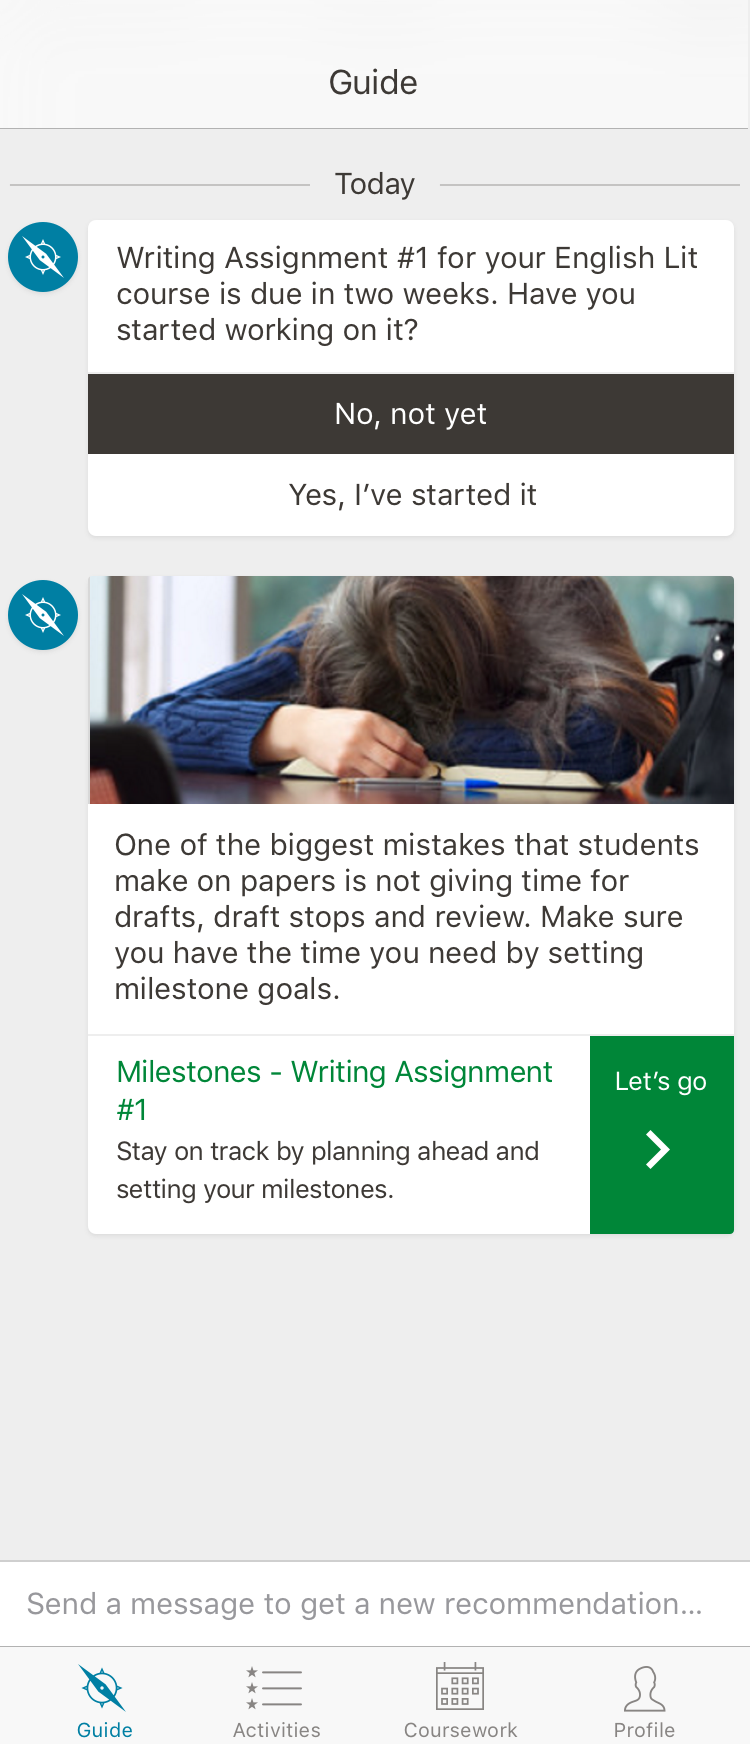 Guide
Today
Writing Assignment #1 for your English Lit
course is due in two weeks. Have you
started working on it?
No, not yet
Yes, I’ve started it
One of the biggest mistakes that students
make on papers is not giving time for
drafts, draft stops and review. Make sure
you have the time you need by setting
milestone goals.
Milestones - Writing Assignment
#1
Stay on track by planning ahead and
setting your milestones.
Let’s go
Send a message to get a new recommendation...
Guide
Activities
Coursework
Profile